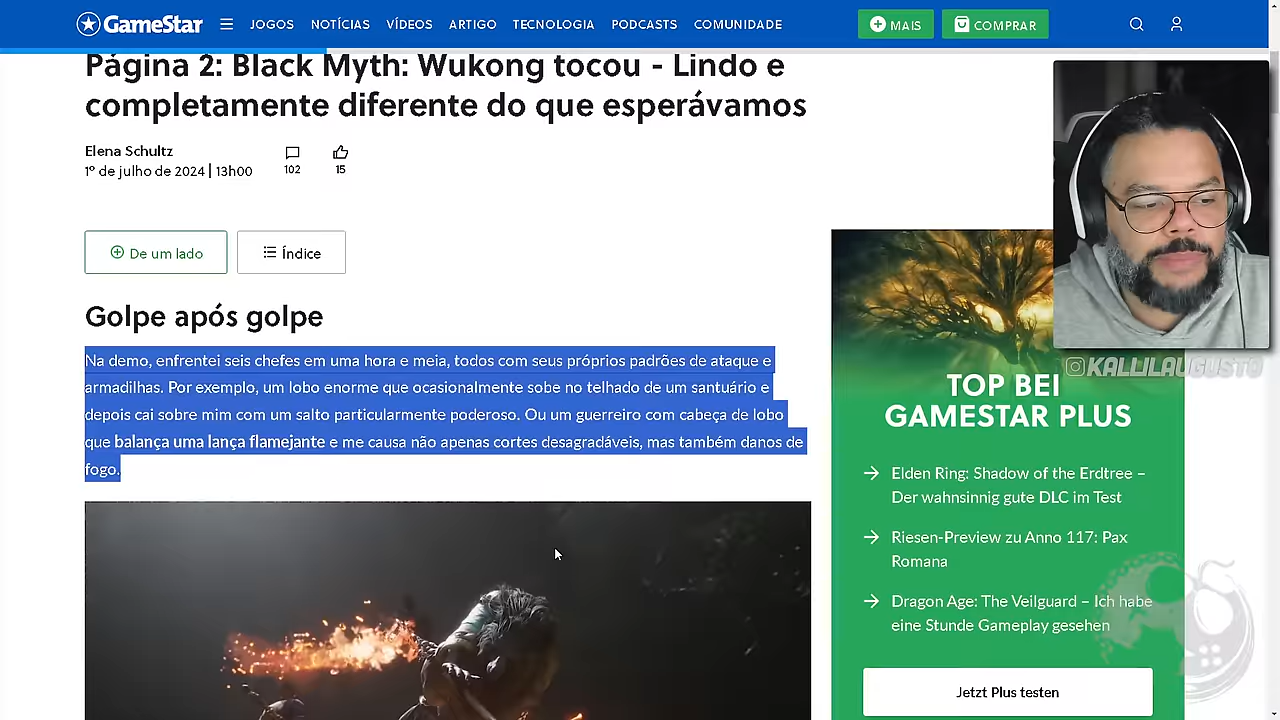 GameStar
JOGOS NOTÍCIAS VÍDEOS ARTIGO TECNOLOGIA PODCASTS COMUNIDADE
MAIS
COMPRAR
Página 2: Black Myth: Wukong tocou - Lindo e
completamente diferente do que esperávamos
Elena Schultz
1º de julho de 2024 | 13h00
102
15
De um lado
Índice
Golpe após golpe
Na demo, enfrentei seis chefes em uma hora e meia, todos com seus próprios padrões de ataque e
armadilhas. Por exemplo, um lobo enorme que ocasionalmente sobe no telhado de um santuário e
depois cai sobre mim com um salto particularmente poderoso. Ou um guerreiro com cabeça de lobo
que balança uma lança flamejante e me causa não apenas cortes desagradáveis, mas também danos de
fogo.
KALLILAUGUSTO
TOP BEI
GAMESTAR PLUS
Elden Ring: Shadow of the Erdtree –
Der wahnsinnig gute DLC im Test
Riesen-Preview zu Anno 117: Pax
Romana
Dragon Age: The Veilguard – Ich habe
eine Stunde Gameplay gesehen
Jetzt Plus testen